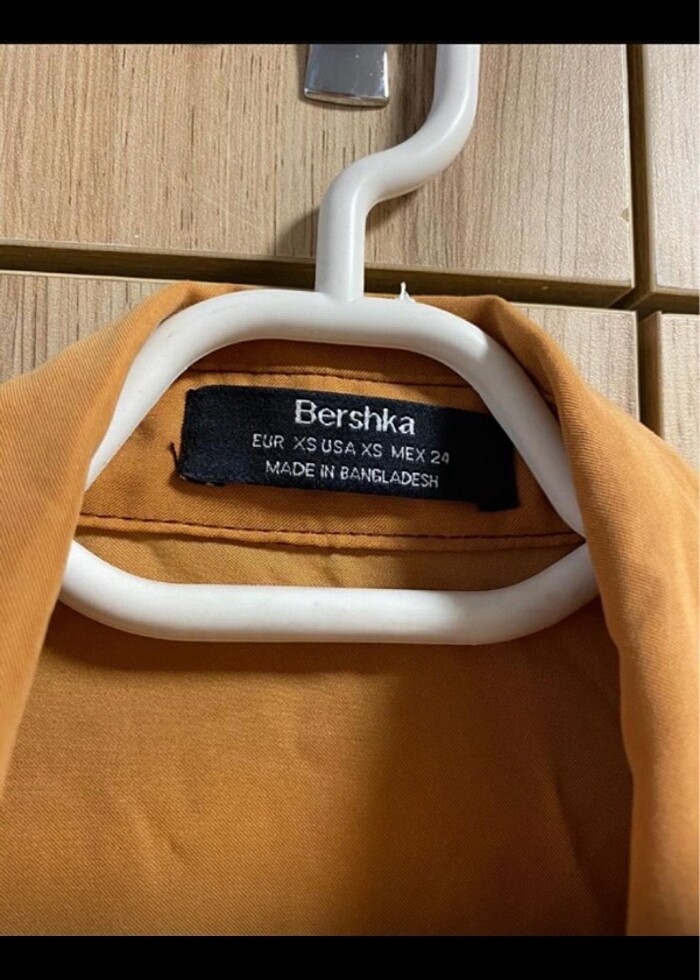 Bershka
EUR XS USA XS MEX 24
MADE IN BANGLADESH